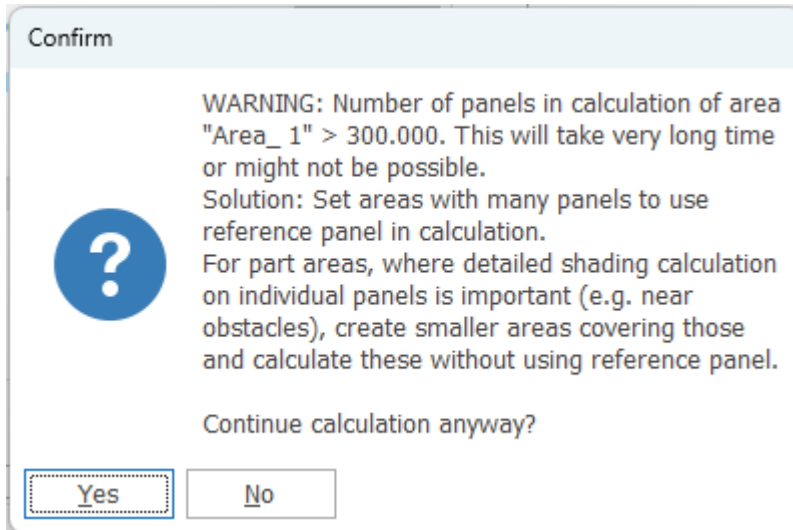 Confirm
WARNING: Number of panels in calculation of area
"Area_ 1" > 300.000. This will take very long time
or might not be possible.
Solution: Set areas with many panels to use
reference panel in calculation.
For part areas, where detailed shading calculation
on individual panels is important (e.g. near
obstacles), create smaller areas covering those
and calculate these without using reference panel.
Continue calculation anyway?
Yes
No